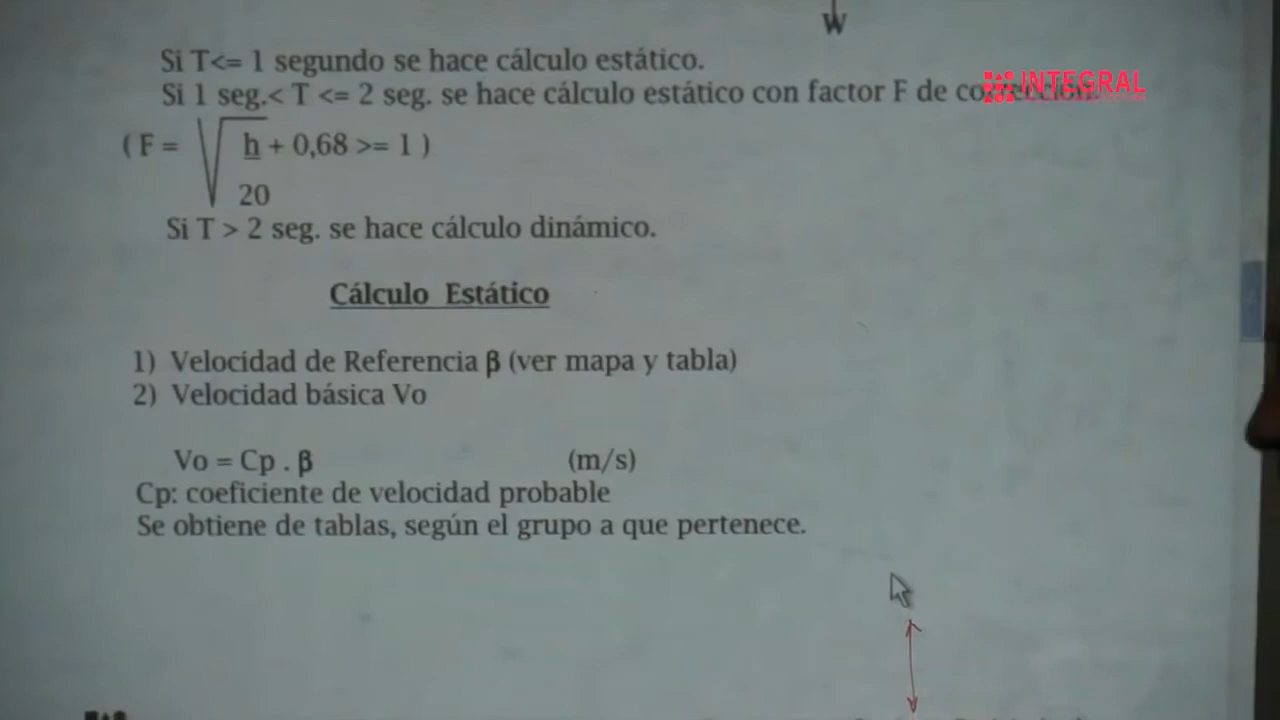 W
Si T<= 1 segundo se hace cálculo estático.
Si 1 seg.< T <= 2 seg. se hace cálculo estático con factor F de corrección.
INTEGRAL
( F = √ h + 0,68 >= 1 )
20
Si T > 2 seg. se hace cálculo dinámico.
Cálculo Estático
1) Velocidad de Referencia β (ver mapa y tabla)
2) Velocidad básica Vo
Vo = Cp . β (m/s)
Cp: coeficiente de velocidad probable
Se obtiene de tablas, según el grupo a que pertenece.